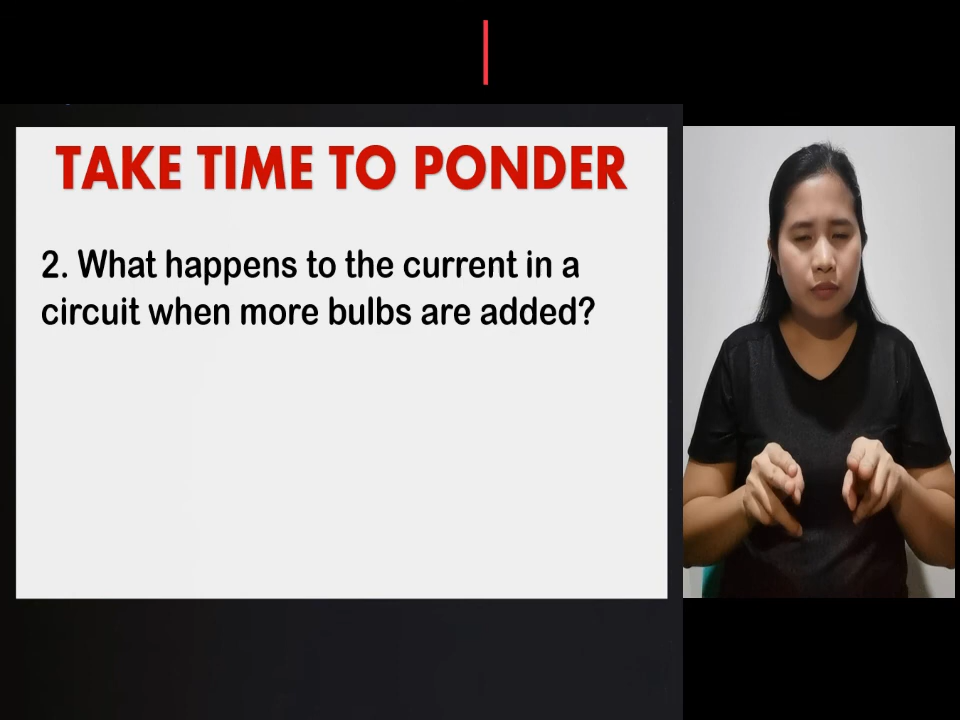 TAKE TIME TO PONDER
2. What happens to the current in a
circuit when more bulbs are added?